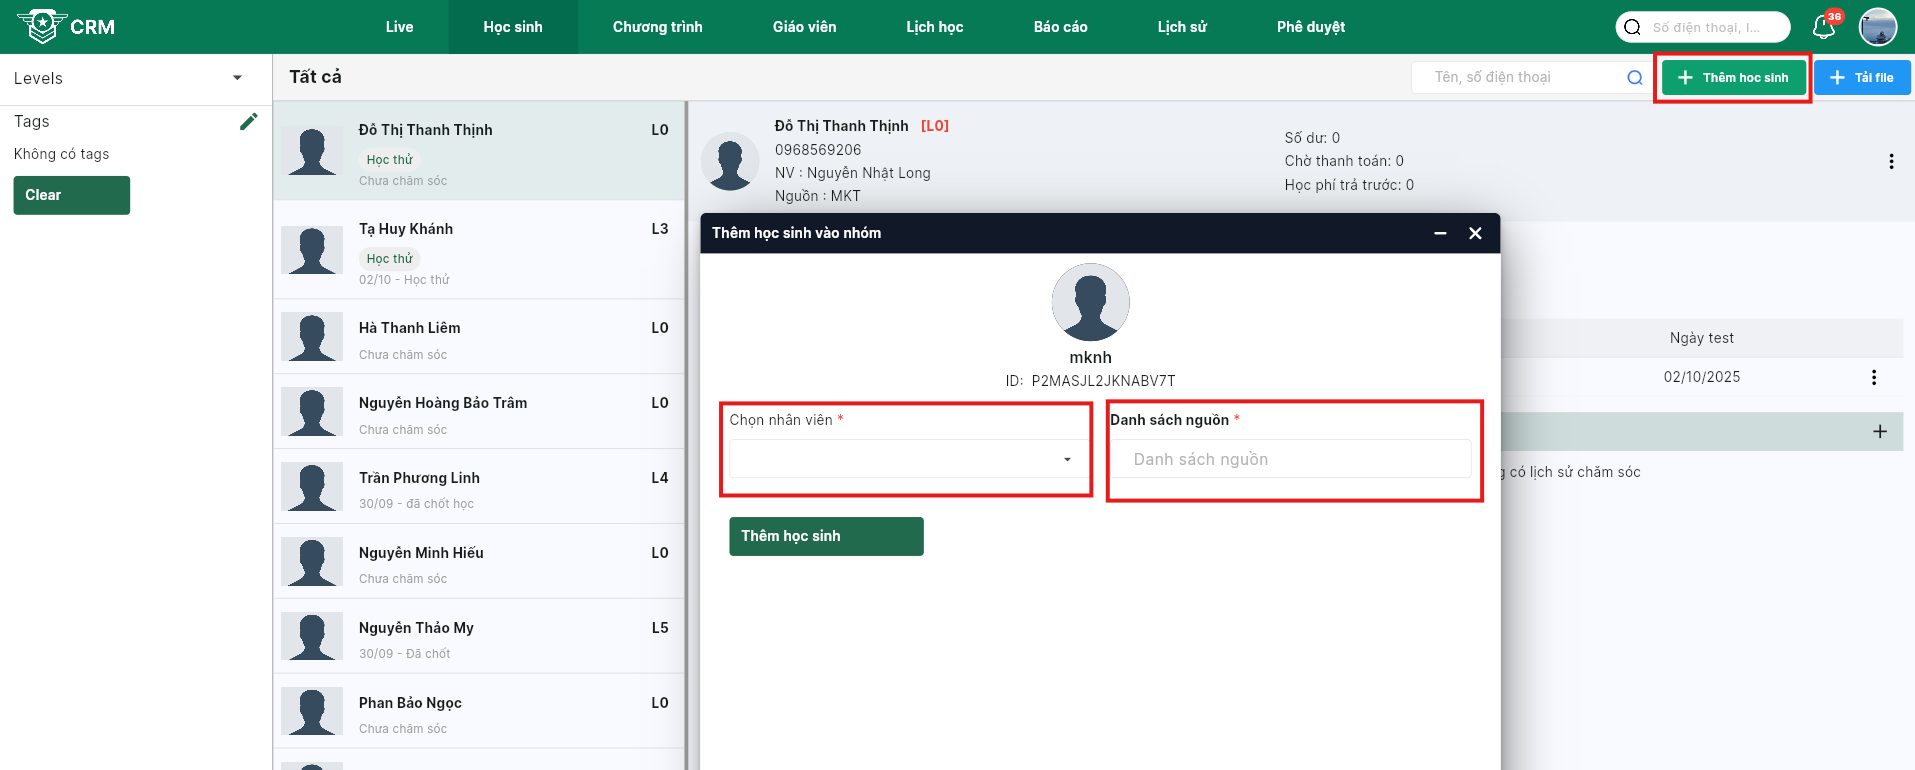 CRM
Live
Học sinh
Chương trình
Giáo viên
Lịch học
Báo cáo
Lịch sử
Phê duyệt
Số điện thoại, I...
36
Levels
Tags
Không có tags
Clear
Tất cả
Tên, số điện thoại
Thêm học sinh
Tải file
Đỗ Thị Thanh Thịnh L0
Học thử
Chưa chăm sóc
Tạ Huy Khánh L3
Học thử
02/10 - Học thử
Hà Thanh Liêm L0
Chưa chăm sóc
Nguyễn Hoàng Bảo Trâm L0
Chưa chăm sóc
Trần Phương Linh L4
30/09 - đã chốt học
Nguyễn Minh Hiếu L0
Chưa chăm sóc
Nguyễn Thảo My L5
30/09 - Đã chốt
Phan Bảo Ngọc L0
Chưa chăm sóc
Đỗ Thị Thanh Thịnh [L0]
0968569206
NV : Nguyễn Nhật Long
Nguồn : MKT
Số dư: 0
Chờ thanh toán: 0
Học phí trả trước: 0
Thêm học sinh vào nhóm
mknh
ID: P2MASJL2JKNABV7T
Chọn nhân viên *
Danh sách nguồn *
Danh sách nguồn
Thêm học sinh
Ngày test
02/10/2025
có lịch sử chăm sóc